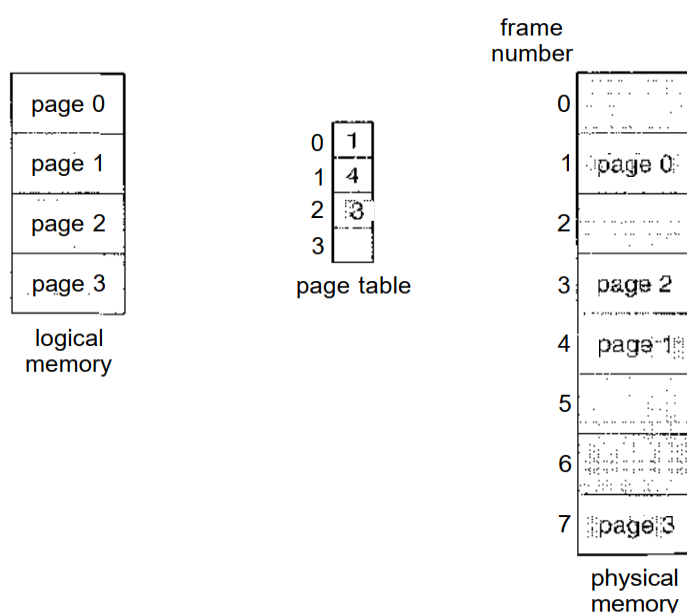 frame
number
page 0
page 1
page 2
page 3
logical
memory
0 1
1 4
2 3
3
page table
0
1 page 0
2
3 page 2
4 page 1
5
6
7 page 3
physical
memory